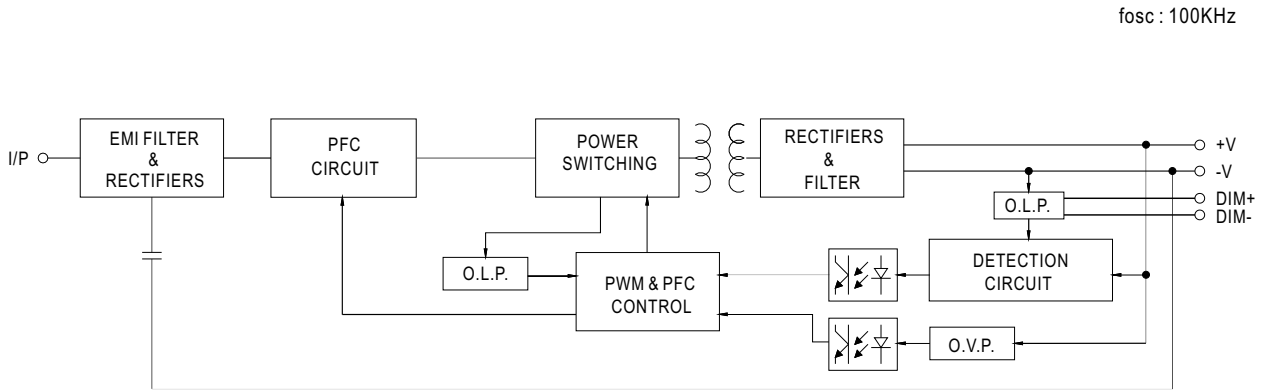 fosc : 100KHz
I/P
EMI FILTER
&
RECTIFIERS
PFC
CIRCUIT
POWER
SWITCHING
RECTIFIERS
&
FILTER
+V
-V
DIM+
DIM-
O.L.P.
O.L.P.
PWM & PFC
CONTROL
DETECTION
CIRCUIT
O.V.P.